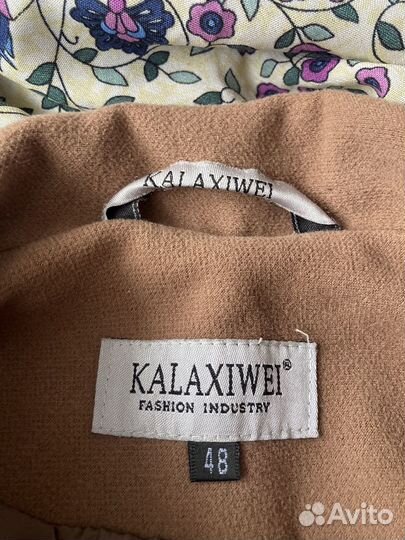 KALAXIWEI
KALAXIWEI®
FASHION INDUSTRY
48
Avito